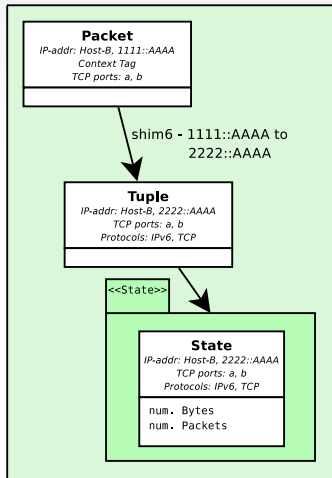 Packet
IP-addr: Host-B, 1111::AAAA
Context Tag
TCP ports: a, b
shim6 - 1111::AAAA to
2222::AAAA
Tuple
IP-addr: Host-B, 2222::AAAA
TCP ports: a, b
Protocols: IPv6, TCP
<<State>>
State
IP-addr: Host-B, 2222::AAAA
TCP ports: a, b
Protocols: IPv6, TCP
num. Bytes
num. Packets